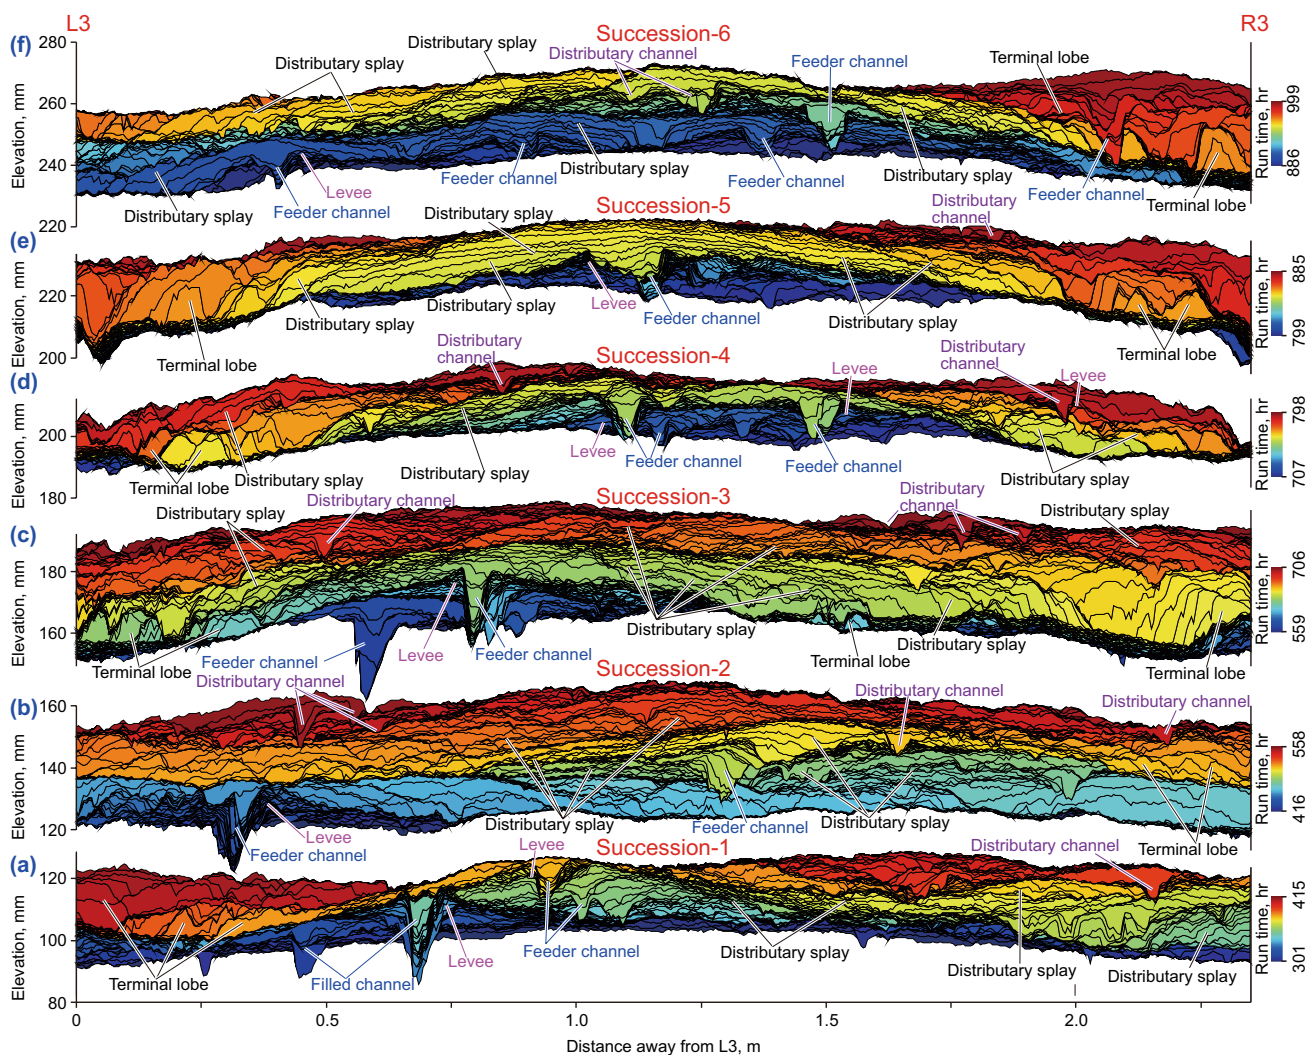 L3
R3
(f)
Succession-6
280
260
240
220
Elevation, mm
Distributary splay
Distributary splay
Distributary channel
Feeder channel
Terminal lobe
Distributary splay
Feeder channel
Levee
Feeder channel
Distributary splay
Feeder channel
Distributary splay
Feeder channel
Terminal lobe
Run time, hr
999
886
(e)
Succession-5
220
200
Elevation, mm
Distributary splay
Distributary
channel
Levee
Feeder channel
Distributary splay
Distributary splay
Distributary splay
Terminal lobe
Terminal lobe
Run time, hr
885
799
(d)
Succession-4
200
180
Elevation, mm
Distributary
channel
Levee
Distributary
channel
Levee
Terminal lobe
Distributary splay
Distributary splay
Levee
Feeder channel
Feeder channel
Distributary splay
Run time, hr
798
707
(c)
Succession-3
180
160
Elevation, mm
Distributary splay
Distributary channel
Distributary
channel
Distributary splay
Terminal lobe
Feeder channel
Levee
Feeder channel
Distributary splay
Terminal lobe
Distributary splay
Terminal lobe
Run time, hr
706
559
(b)
Succession-2
160
140
120
Elevation, mm
Distributary channel
Distributary channel
Distributary channel
Levee
Feeder channel
Distributary splay
Feeder channel
Distributary splay
Terminal lobe
Run time, hr
558
416
(a)
Succession-1
120
100
80
Elevation, mm
Levee
Distributary channel
Terminal lobe
Filled channel
Levee
Feeder channel
Distributary splay
Distributary splay
Distributary splay
Run time, hr
415
301
0
0.5
1.0
1.5
2.0
Distance away from L3, m